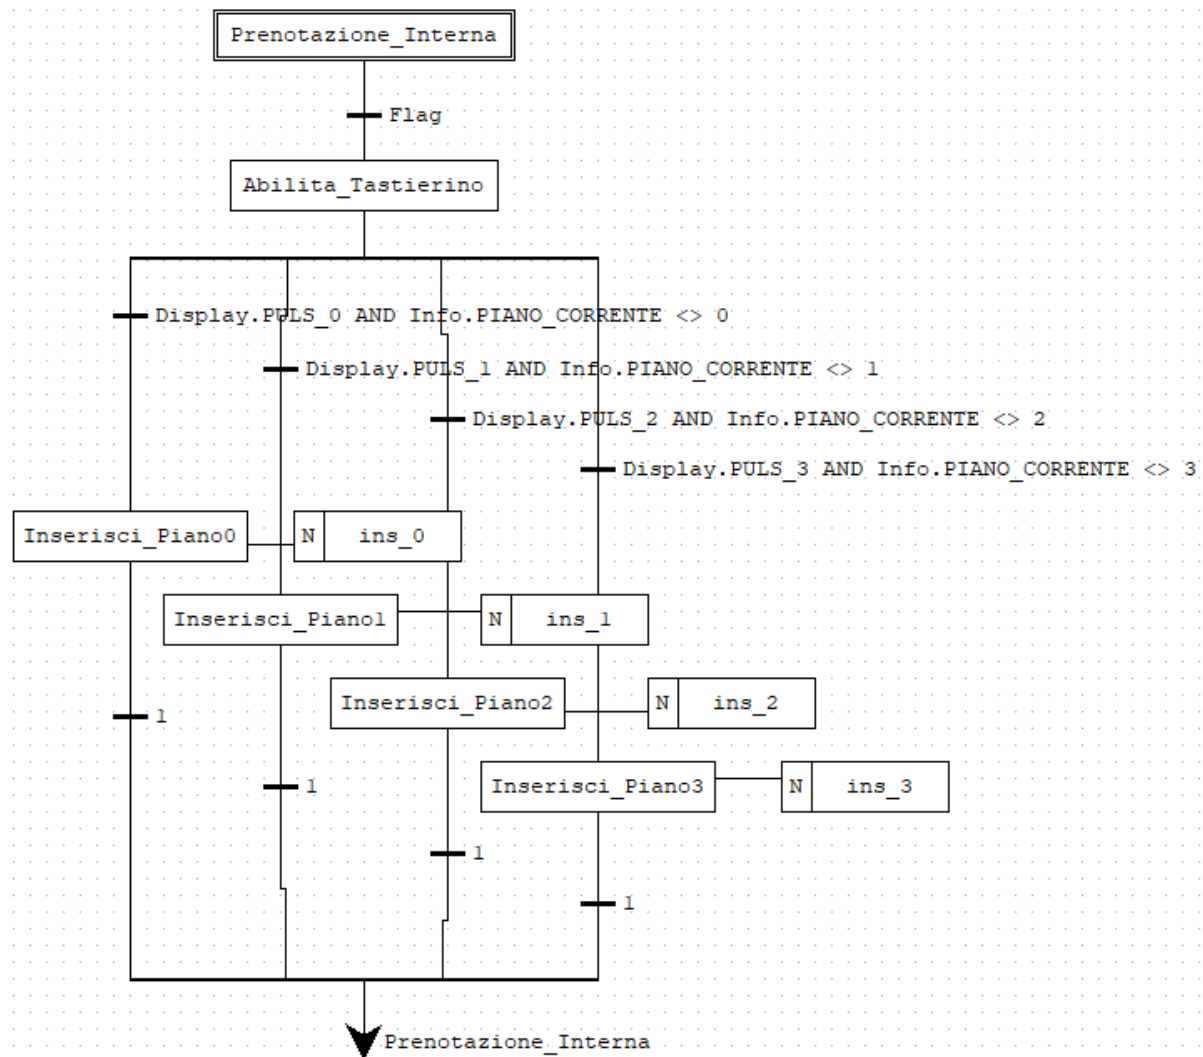 Prenotazione_Interna
Flag
Abilita_Tastierino
Display.PULS_0 AND Info.PIANO_CORRENTE <> 0
Display.PULS_1 AND Info.PIANO_CORRENTE <> 1
Display.PULS_2 AND Info.PIANO_CORRENTE <> 2
Display.PULS_3 AND Info.PIANO_CORRENTE <> 3
Inserisci_Piano0 N ins_0
Inserisci_Piano1 N ins_1
Inserisci_Piano2 N ins_2
1
Inserisci_Piano3 N ins_3
1
1
1
Prenotazione_Interna